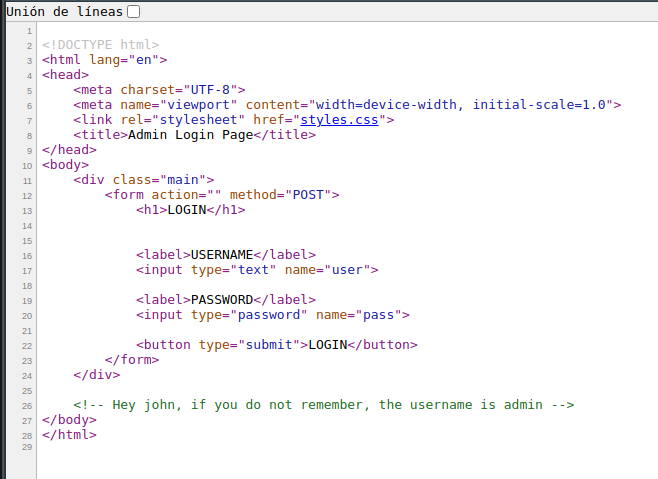 Unión de líneas
1
2 <!DOCTYPE html>
3 <html lang="en">
4 <head>
5     <meta charset="UTF-8">
6     <meta name="viewport" content="width=device-width, initial-scale=1.0">
7     <link rel="stylesheet" href="styles.css">
8     <title>Admin Login Page</title>
9 </head>
10 <body>
11     <div class="main">
12         <form action="" method="POST">
13             <h1>LOGIN</h1>
14
15
16             <label>USERNAME</label>
17             <input type="text" name="user">
18
19             <label>PASSWORD</label>
20             <input type="password" name="pass">
21
22             <button type="submit">LOGIN</button>
23         </form>
24     </div>
25
26     <!-- Hey john, if you do not remember, the username is admin -->
27 </body>
28 </html>
29